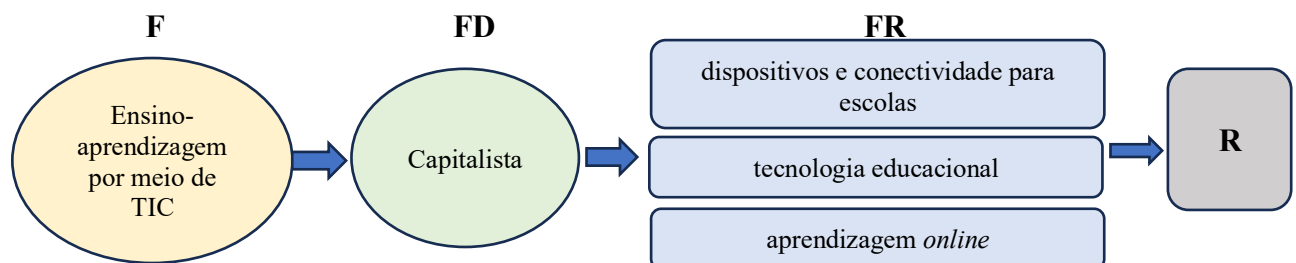 F
FD
FR
Ensino-
aprendizagem
por meio de
TIC
Capitalista
dispositivos e conectividade para
escolas
tecnologia educacional
aprendizagem online
R